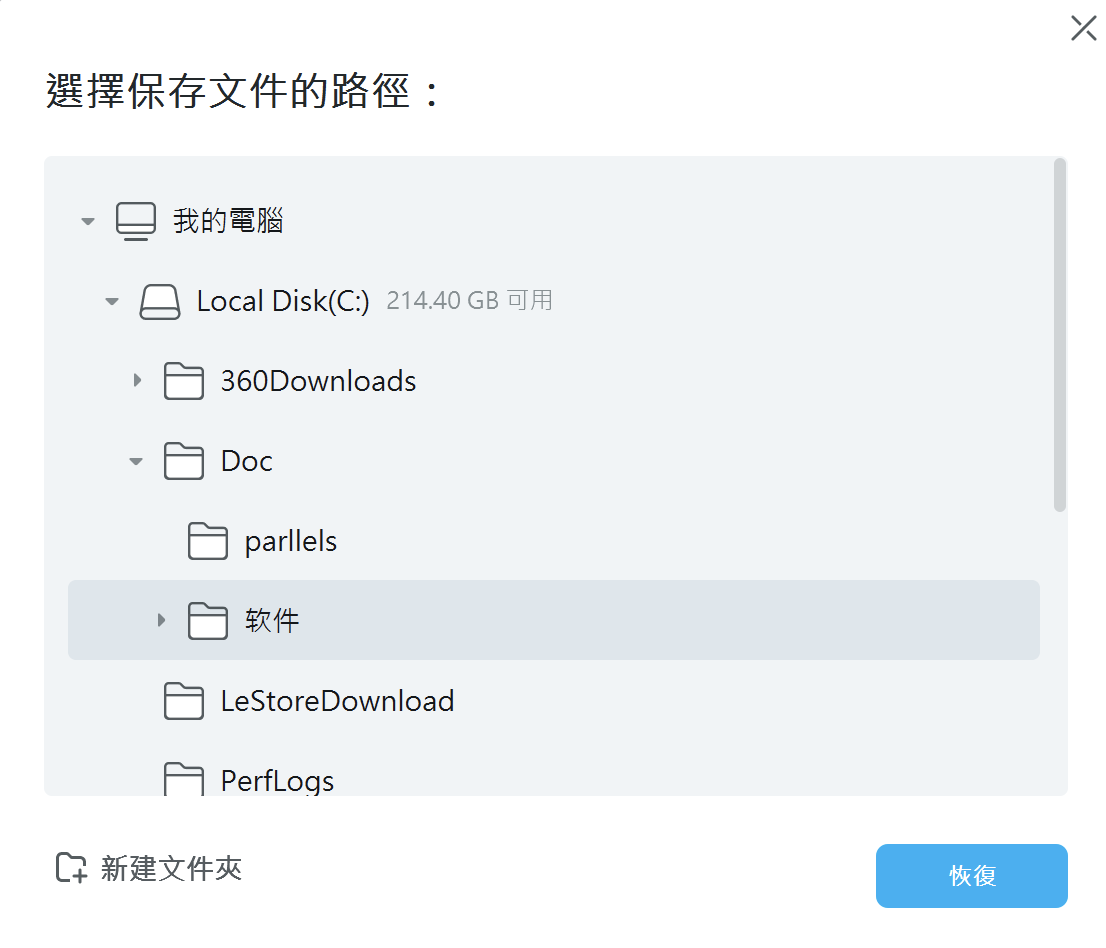 選擇保存文件的路徑：
我的電腦
Local Disk(C:) 214.40 GB 可用
360Downloads
Doc
parllels
软件
LeStoreDownload
PerfLogs
新建文件夾
恢復